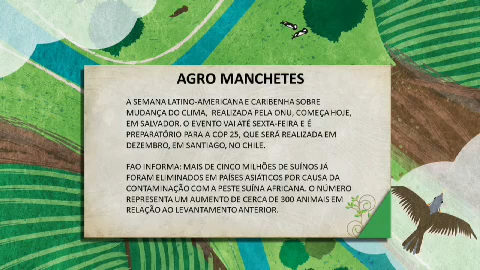 AGRO MANCHETES
A SEMANA LATINO-AMERICANA E CARIBENHA SOBRE
MUDANÇA DO CLIMA, REALIZADA PELA ONU, COMEÇA HOJE,
EM SALVADOR. O EVENTO VAI ATÉ SEXTA-FEIRA E É
PREPARATÓRIO PARA A COP 25, QUE SERÁ REALIZADA EM
DEZEMBRO, EM SANTIAGO, NO CHILE.
FAO INFORMA: MAIS DE CINCO MILHÕES DE SUÍNOS JÁ
FORAM ELIMINADOS EM PAÍSES ASIÁTICOS POR CAUSA DA
CONTAMINAÇÃO COM A PESTE SUÍNA AFRICANA. O NÚMERO
REPRESENTA UM AUMENTO DE CERCA DE 300 ANIMAIS EM
RELAÇÃO AO LEVANTAMENTO ANTERIOR.